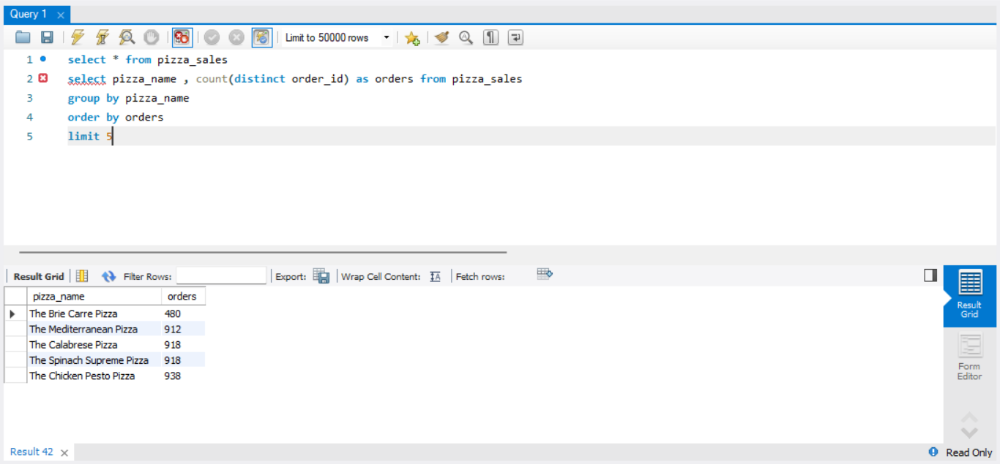 Query 1
Limit to 50000 rows
1 select * from pizza_sales
2 select pizza_name , count(distinct order_id) as orders from pizza_sales
3 group by pizza_name
4 order by orders
5 limit 5
Result Grid Filter Rows: Export: Wrap Cell Content: Fetch rows:
pizza_name orders
The Brie Carre Pizza 480
The Mediterranean Pizza 912
The Calabrese Pizza 918
The Spinach Supreme Pizza 918
The Chicken Pesto Pizza 938
Result
Grid
Form
Editor
Result 42 Read Only